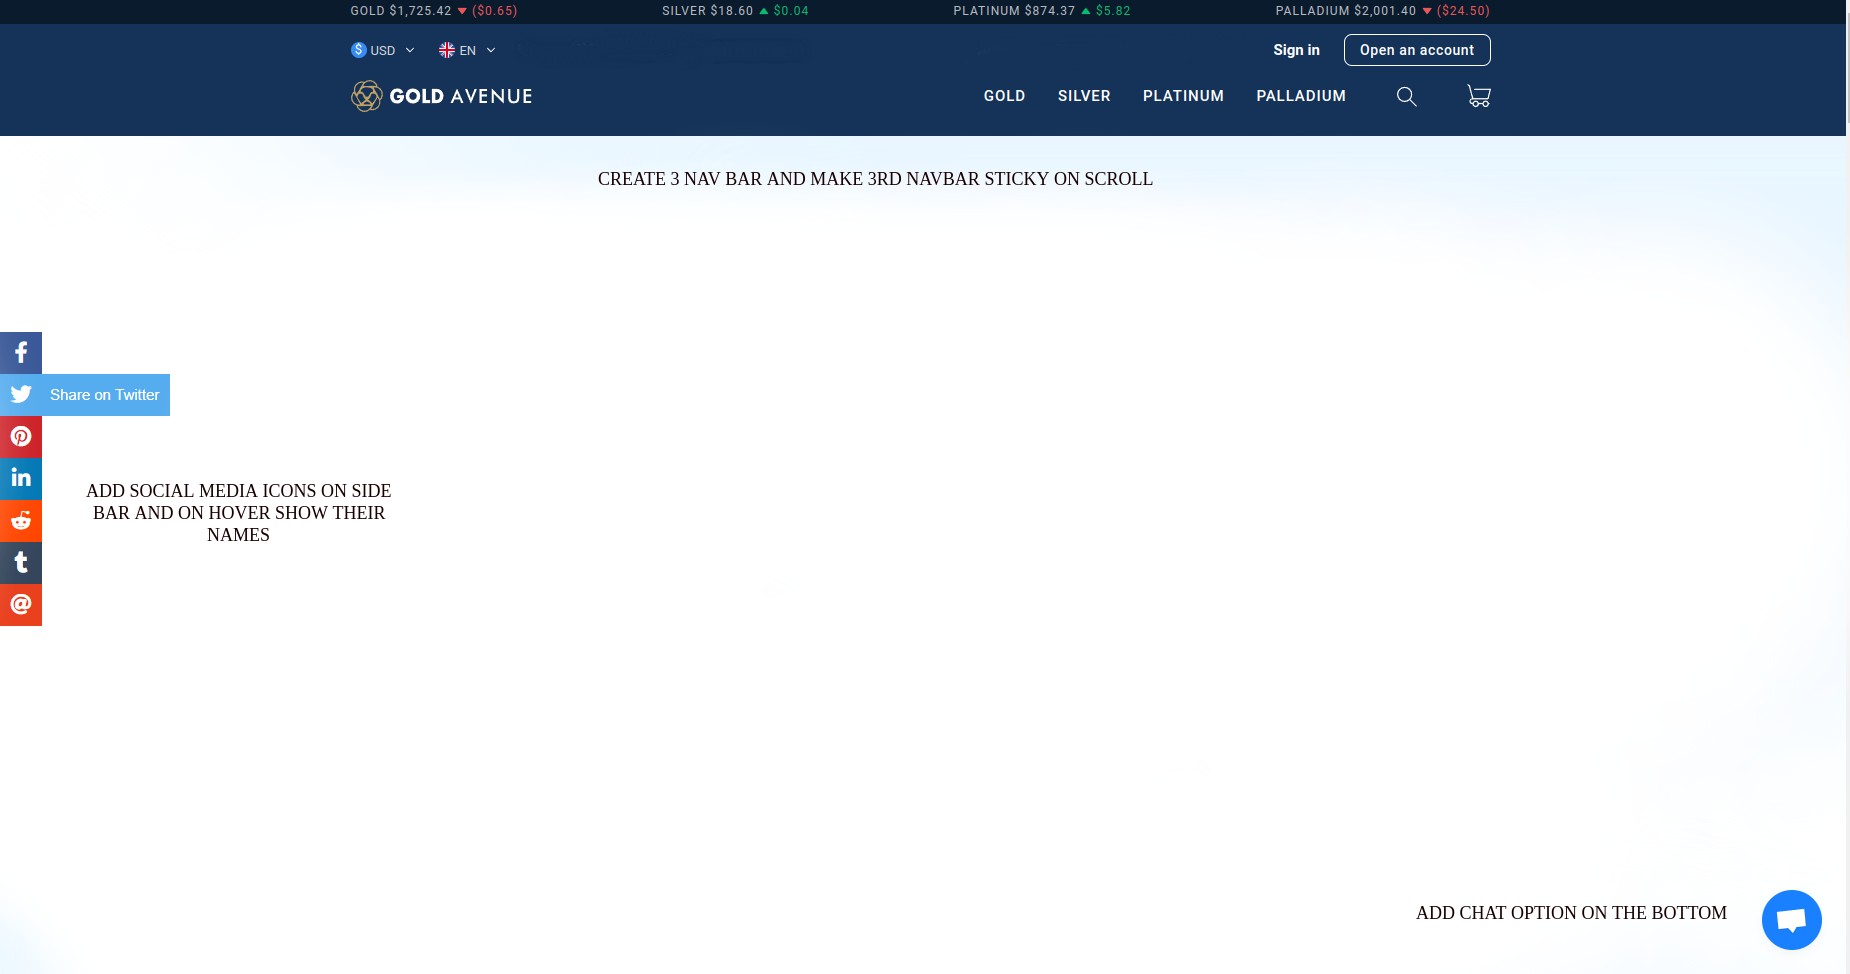 GOLD $1,725.42 ▼ ($0.65) SILVER $18.60 ▲ $0.04 PLATINUM $874.37 ▲ $5.82 PALLADIUM $2,001.40 ▼ ($24.50)
$ USD EN Sign in Open an account
GOLD AVENUE GOLD SILVER PLATINUM PALLADIUM
CREATE 3 NAV BAR AND MAKE 3RD NAVBAR STICKY ON SCROLL
Share on Twitter
ADD SOCIAL MEDIA ICONS ON SIDE
BAR AND ON HOVER SHOW THEIR
NAMES
ADD CHAT OPTION ON THE BOTTOM